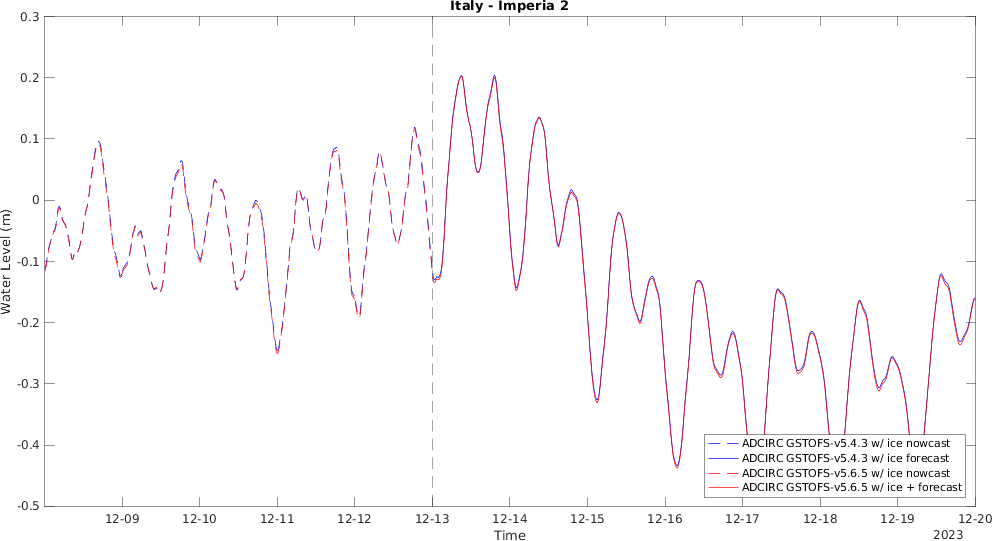 Italy - Imperia 2
Water Level (m)
0.3
0.2
0.1
0
-0.1
-0.2
-0.3
-0.4
-0.5
ADCIRC GSTOFS-v5.4.3 w/ ice nowcast
ADCIRC GSTOFS-v5.4.3 w/ ice forecast
ADCIRC GSTOFS-v5.6.5 w/ ice nowcast
ADCIRC GSTOFS-v5.6.5 w/ ice + forecast
12-09 12-10 12-11 12-12 12-13 12-14 12-15 12-16 12-17 12-18 12-19 12-20
Time
2023